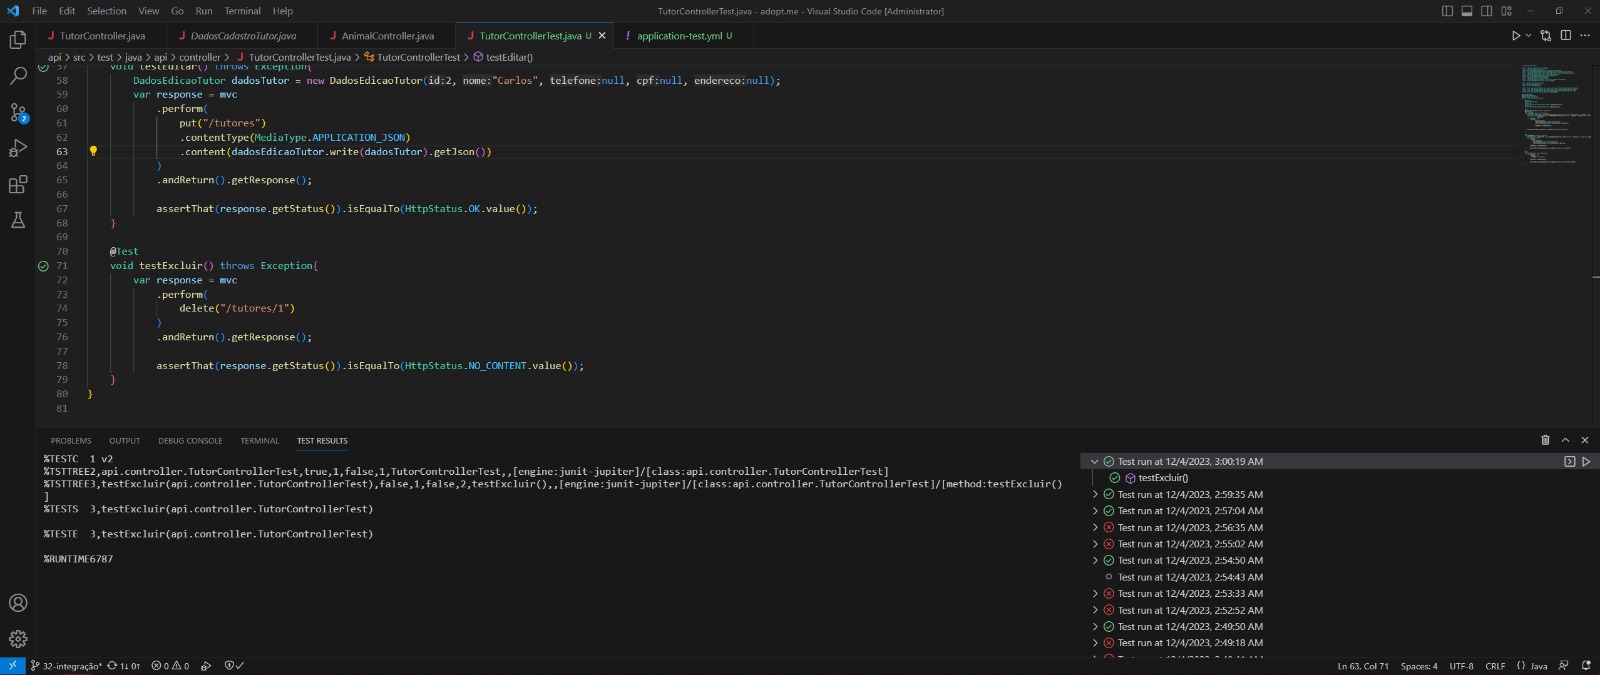 File Edit Selection View Go Run Terminal Help TutorControllerTest.java - adopt.me - Visual Studio Code [Administrator]
TutorController.java DadosCadastroTutor.java AnimalController.java TutorControllerTest.java U application-test.yml U
api > src > test > java > api > controller > TutorControllerTest.java > TutorControllerTest > testEditar()
57 void testEditar() throws Exception{
58 DadosEdicaoTutor dadosTutor = new DadosEdicaoTutor(id:2, nome:"Carlos", telefone:null, cpf:null, endereco:null);
59 var response = mvc
60 .perform(
61 put("/tutores")
62 .contentType(MediaType.APPLICATION_JSON)
63 .content(dadosEdicaoTutor.write(dadosTutor).getJson())
64 )
65 .andReturn().getResponse();
66
67 assertThat(response.getStatus()).isEqualTo(HttpStatus.OK.value());
68 }
69
70 @Test
71 void testExcluir() throws Exception{
72 var response = mvc
73 .perform(
74 delete("/tutores/1")
75 )
76 .andReturn().getResponse();
77
78 assertThat(response.getStatus()).isEqualTo(HttpStatus.NO_CONTENT.value());
79 }
80 }
81
2
PROBLEMS OUTPUT DEBUG CONSOLE TERMINAL TEST RESULTS
%TESTC 1 v2
%TSTTREE2,api.controller.TutorControllerTest,true,1,false,1,TutorControllerTest,,[engine:junit-jupiter]/[class:api.controller.TutorControllerTest]
%TSTTREE3,testExcluir(api.controller.TutorControllerTest),false,1,false,2,testExcluir(),,[engine:junit-jupiter]/[class:api.controller.TutorControllerTest]/[method:testExcluir()
]
%TESTS 3,testExcluir(api.controller.TutorControllerTest)
%TESTE 3,testExcluir(api.controller.TutorControllerTest)
%RUNTIME6787
Test run at 12/4/2023, 3:00:19 AM
testExcluir()
Test run at 12/4/2023, 2:59:35 AM
Test run at 12/4/2023, 2:57:04 AM
Test run at 12/4/2023, 2:56:35 AM
Test run at 12/4/2023, 2:55:02 AM
Test run at 12/4/2023, 2:54:50 AM
Test run at 12/4/2023, 2:54:43 AM
Test run at 12/4/2023, 2:53:33 AM
Test run at 12/4/2023, 2:52:52 AM
Test run at 12/4/2023, 2:49:50 AM
Test run at 12/4/2023, 2:49:18 AM
32-integração* 1↓ 0↑ 0 0 Ln 63, Col 71 Spaces: 4 UTF-8 CRLF {} Java